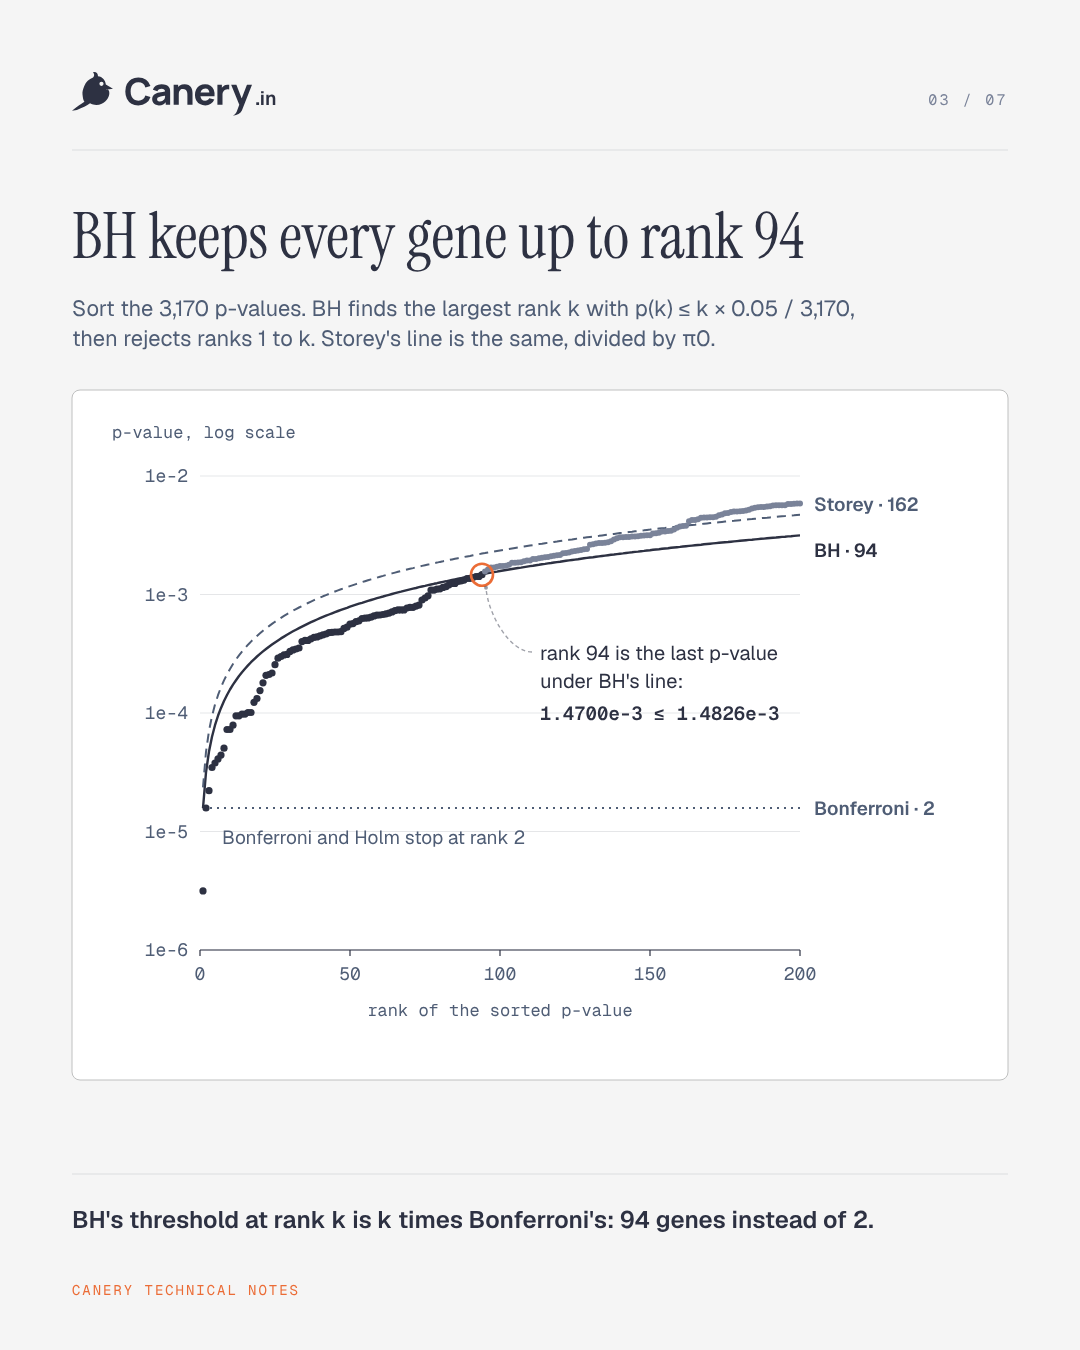 Canery.in
03 / 07
BH keeps every gene up to rank 94
Sort the 3,170 p-values. BH finds the largest rank k with p(k) ≤ k × 0.05 / 3,170,
then rejects ranks 1 to k. Storey's line is the same, divided by π0.
p-value, log scale
1e-2
Storey · 162
BH · 94
1e-3
rank 94 is the last p-value
under BH's line:
1e-4
1.4700e-3 ≤ 1.4826e-3
Bonferroni · 2
1e-5
Bonferroni and Holm stop at rank 2
1e-6
0 50 100 150 200
rank of the sorted p-value
BH's threshold at rank k is k times Bonferroni's: 94 genes instead of 2.
CANERY TECHNICAL NOTES